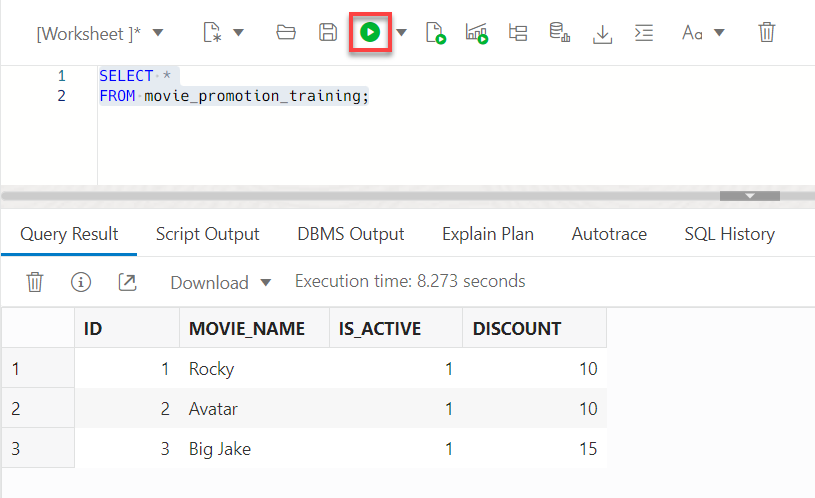 [Worksheet ]* Aa
1 SELECT *
2 FROM movie_promotion_training;
Query Result Script Output DBMS Output Explain Plan Autotrace SQL History
Download Execution time: 8.273 seconds
ID MOVIE_NAME IS_ACTIVE DISCOUNT
1 1 Rocky 1 10
2 2 Avatar 1 10
3 3 Big Jake 1 15